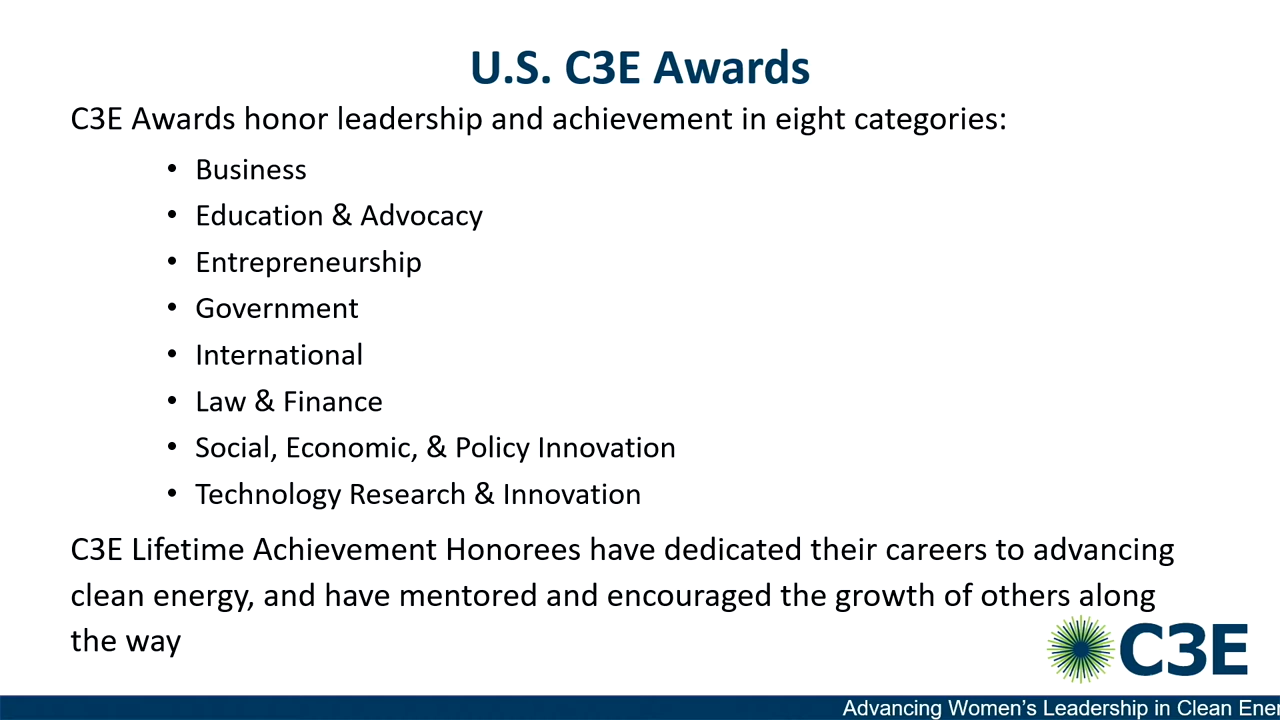 U.S. C3E Awards
C3E Awards honor leadership and achievement in eight categories:
• Business
• Education & Advocacy
• Entrepreneurship
• Government
• International
• Law & Finance
• Social, Economic, & Policy Innovation
• Technology Research & Innovation
C3E Lifetime Achievement Honorees have dedicated their careers to advancing
clean energy, and have mentored and encouraged the growth of others along
the way
C3E
Advancing Women’s Leadership in Clean Ener